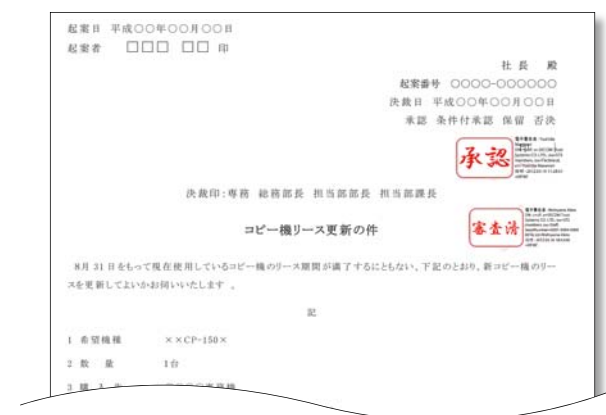 起案日 平成○○年○○月○○日
起案者 □□□ □□ 印
社 長 殿
起案番号 ○○○○-○○○○○○
決裁日 平成○○年○○月○○日
承認 条件付承認 保留 否決
承認
決裁印:専務 総務部長 担当部部長 担当部課長
コピー機リース更新の件
審査済
8月 31 日をもって現在使用しているコピー機のリース期間が満了するにともない、下記のとおり、新コピー機のリー
スを更新してよいかお伺いいたします 。
記
1 希望機種 ××CP-150×
2 数 量 1台